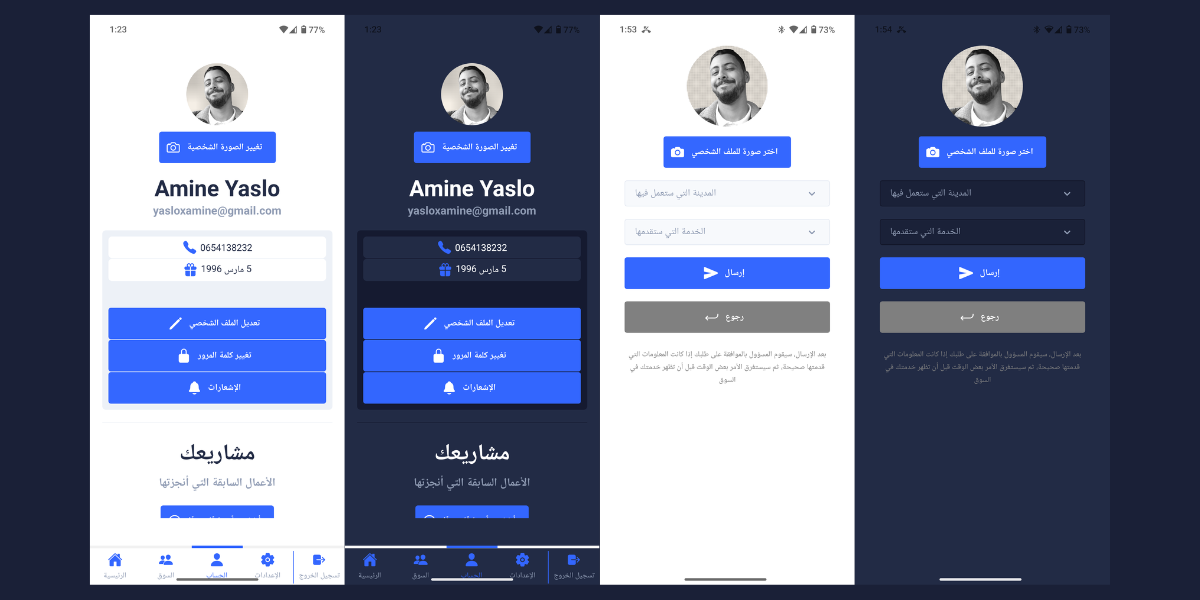 1:23
77%
تغيير الصورة الشخصية
Amine Yaslo
yasloxamine@gmail.com
0654138232
5 مارس 1996
تعديل الملف الشخصي
تغيير كلمة المرور
الإشعارات
مشاريعك
الأعمال السابقة التي أنجزتها
الرئيسية
السوق
الحساب
الإعدادات
تسجيل الخروج
1:23
77%
تغيير الصورة الشخصية
Amine Yaslo
yasloxamine@gmail.com
0654138232
5 مارس 1996
تعديل الملف الشخصي
تغيير كلمة المرور
الإشعارات
مشاريعك
الأعمال السابقة التي أنجزتها
الرئيسية
السوق
الحساب
الإعدادات
تسجيل الخروج
1:53
73%
اختر صورة للملف الشخصي
المدينة التي ستعمل فيها
الخدمة التي ستقدمها
إرسال
رجوع
بعد الإرسال، سيقوم المسؤول بالموافقة على طلبك إذا كانت المعلومات التي
قدمتها صحيحة، ثم سيستغرق الأمر بعض الوقت قبل أن تظهر خدمتك في
السوق
1:54
73%
اختر صورة للملف الشخصي
المدينة التي ستعمل فيها
الخدمة التي ستقدمها
إرسال
رجوع
بعد الإرسال، سيقوم المسؤول بالموافقة على طلبك إذا كانت المعلومات التي
قدمتها صحيحة، ثم سيستغرق الأمر بعض الوقت قبل أن تظهر خدمتك في
السوق